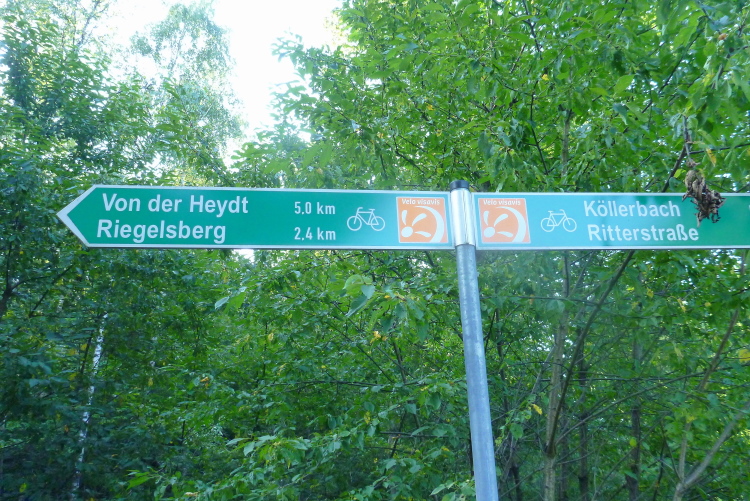 Von der Heydt 5.0 km
Riegelsberg 2.4 km
Velo visavis
Velo visavis
Köllerbach
Ritterstraße